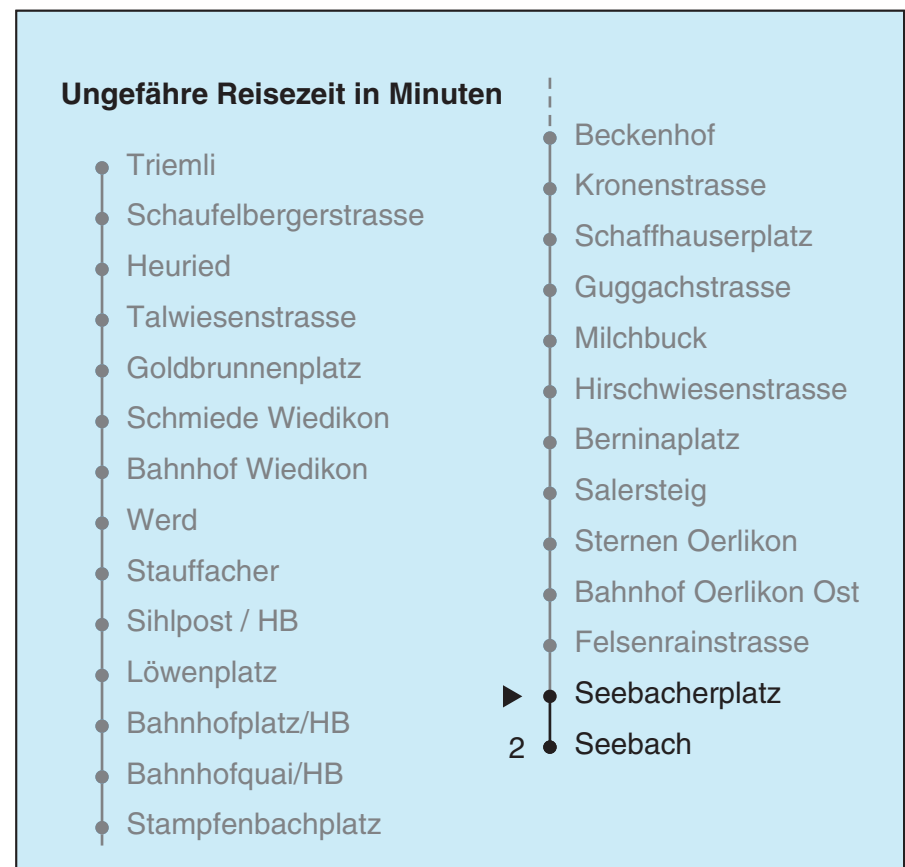 Ungefähre Reisezeit in Minuten
Triemli
Schaufelbergerstrasse
Heuried
Talwiesenstrasse
Goldbrunnenplatz
Schmiede Wiedikon
Bahnhof Wiedikon
Werd
Stauffacher
Sihlpost / HB
Löwenplatz
Bahnhofplatz/HB
Bahnhofquai/HB
Stampfenbachplatz
Beckenhof
Kronenstrasse
Schaffhauserplatz
Guggachstrasse
Milchbuck
Hirschwiesenstrasse
Berninaplatz
Salersteig
Sternen Oerlikon
Bahnhof Oerlikon Ost
Felsenrainstrasse
Seebacherplatz
2 Seebach